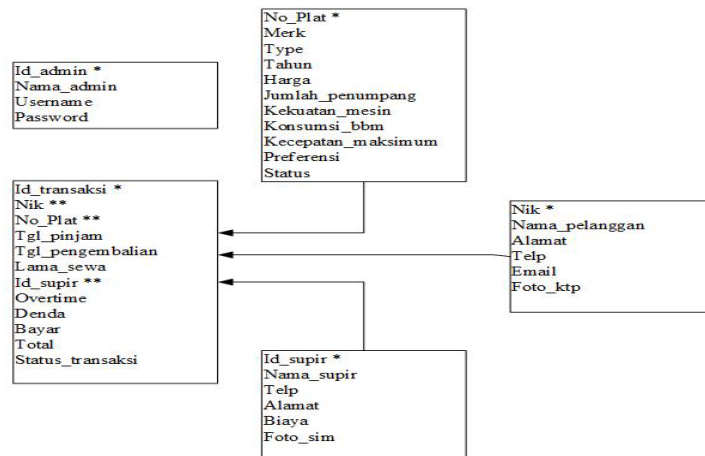 No_Plat *
Merk
Type
Tahun
Harga
Jumlah_penumpang
Kekuatan_mesin
Konsumsi_bbm
Kecepatan_maksimum
Preferensi
Status
Id_admin *
Nama_admin
Username
Password
Id_transaksi *
Nik **
No_Plat **
Tgl_pinjam
Tgl_pengembalian
Lama_sewa
Id_supir **
Overtime
Denda
Bayar
Total
Status_transaksi
Nik *
Nama_pelanggan
Alamat
Telp
Email
Foto_ktp
Id_supir *
Nama_supir
Telp
Alamat
Biaya
Foto_sim